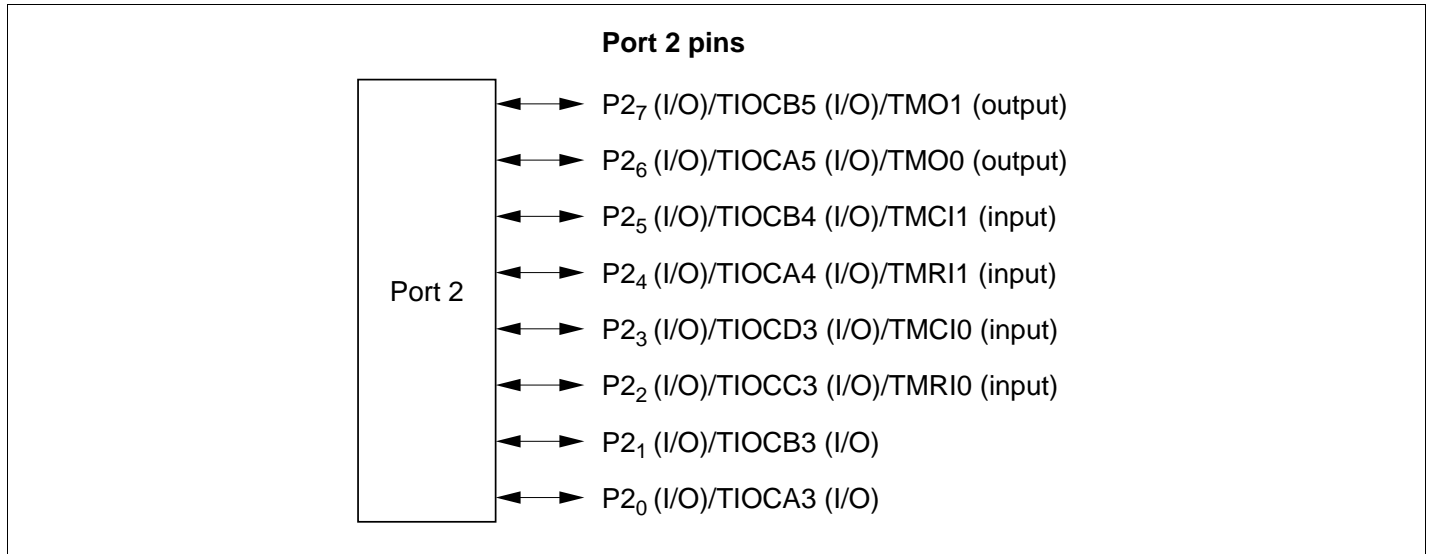 Port 2 pins
P2₇ (I/O)/TIOCB5 (I/O)/TMO1 (output)
P2₆ (I/O)/TIOCA5 (I/O)/TMO0 (output)
P2₅ (I/O)/TIOCB4 (I/O)/TMCI1 (input)
P2₄ (I/O)/TIOCA4 (I/O)/TMRI1 (input)
Port 2
P2₃ (I/O)/TIOCD3 (I/O)/TMCI0 (input)
P2₂ (I/O)/TIOCC3 (I/O)/TMRI0 (input)
P2₁ (I/O)/TIOCB3 (I/O)
P2₀ (I/O)/TIOCA3 (I/O)